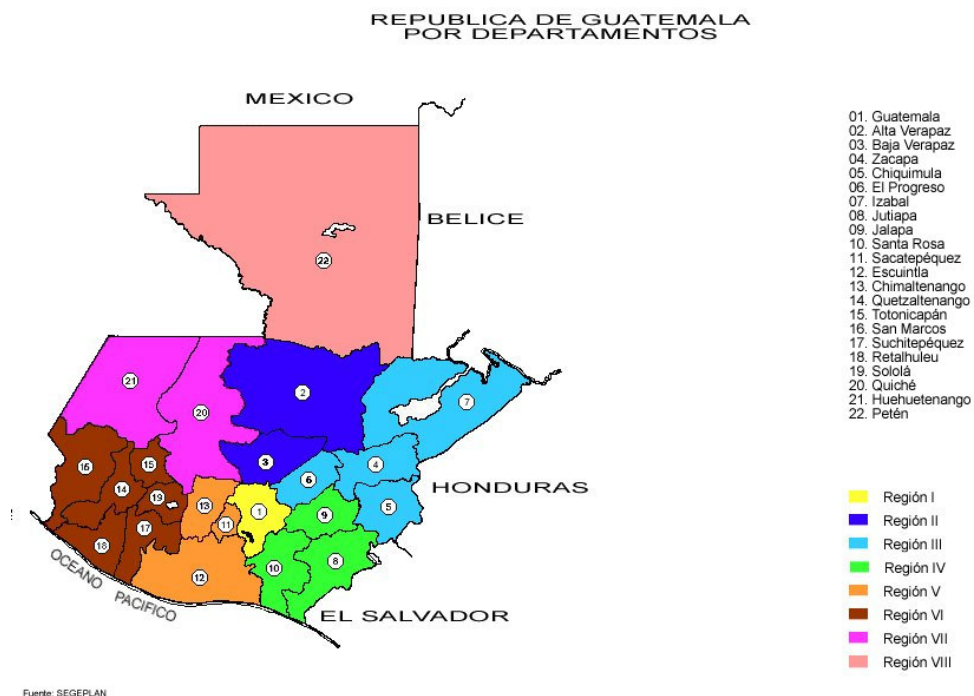 REPUBLICA DE GUATEMALA
POR DEPARTAMENTOS
MEXICO
BELICE
22
21
20
2
7
16
15
14
19
3
6
4
5
13
11
1
9
18
17
12
10
8
HONDURAS
OCEANO PACIFICO
EL SALVADOR
01. Guatemala
02. Alta Verapaz
03. Baja Verapaz
04. Zacapa
05. Chiquimula
06. El Progreso
07. Izabal
08. Jutiapa
09. Jalapa
10. Santa Rosa
11. Sacatepéquez
12. Escuintla
13. Chimaltenango
14. Quetzaltenango
15. Totonicapán
16. San Marcos
17. Suchitepéquez
18. Retalhuleu
19. Sololá
20. Quiché
21. Huehuetenango
22. Petén
Región I
Región II
Región III
Región IV
Región V
Región VI
Región VII
Región VIII
Fuente: SEGEPLAN